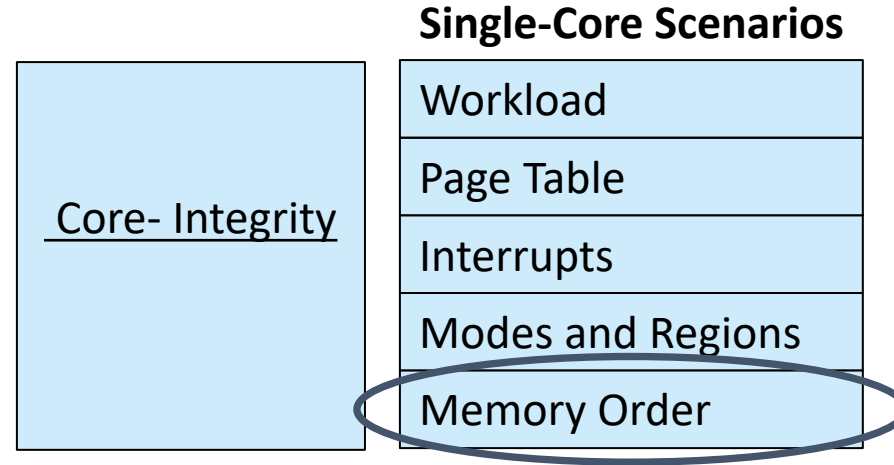 Single-Core Scenarios
Core- Integrity
Workload
Page Table
Interrupts
Modes and Regions
Memory Order